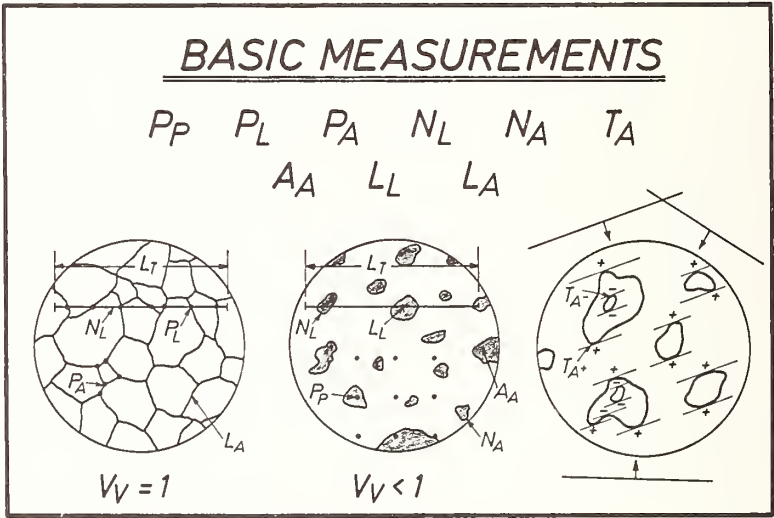 BASIC MEASUREMENTS
PP PL PA NL NA TA
AA LL LA
LT
NL
PL
PA
LA
VV = 1
LT
NL
LL
PP
AA
NA
VV < 1
+ +
TA-
-
-
+
TA+
+
+
+
+
+
-
-
-
+
+
+
+